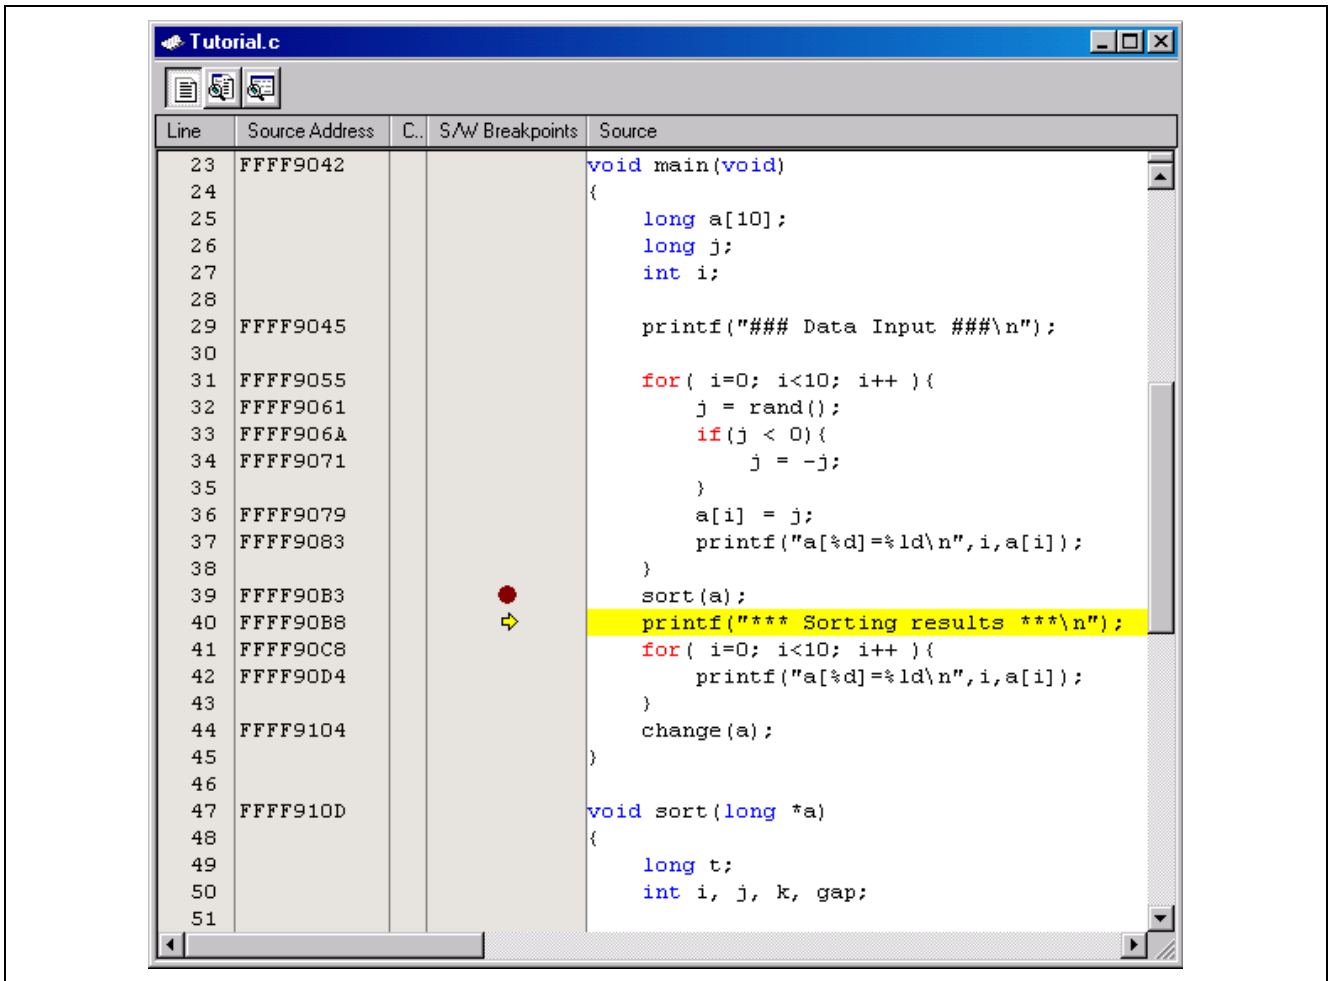 Tutorial.c
Line Source Address C.. S/W Breakpoints Source
23 FFFF9042 void main(void)
24 {
25 long a[10];
26 long j;
27 int i;
28
29 FFFF9045 printf("### Data Input ###\n");
30
31 FFFF9055 for( i=0; i<10; i++ ){
32 FFFF9061 j = rand();
33 FFFF906A if(j < 0){
34 FFFF9071 j = -j;
35 }
36 FFFF9079 a[i] = j;
37 FFFF9083 printf("a[%d]=%ld\n",i,a[i]);
38 }
39 FFFF90B3 sort(a);
40 FFFF90B8 printf("*** Sorting results ***\n");
41 FFFF90C8 for( i=0; i<10; i++ ){
42 FFFF90D4 printf("a[%d]=%ld\n",i,a[i]);
43 }
44 FFFF9104 change(a);
45 }
46
47 FFFF910D void sort(long *a)
48 {
49 long t;
50 int i, j, k, gap;
51